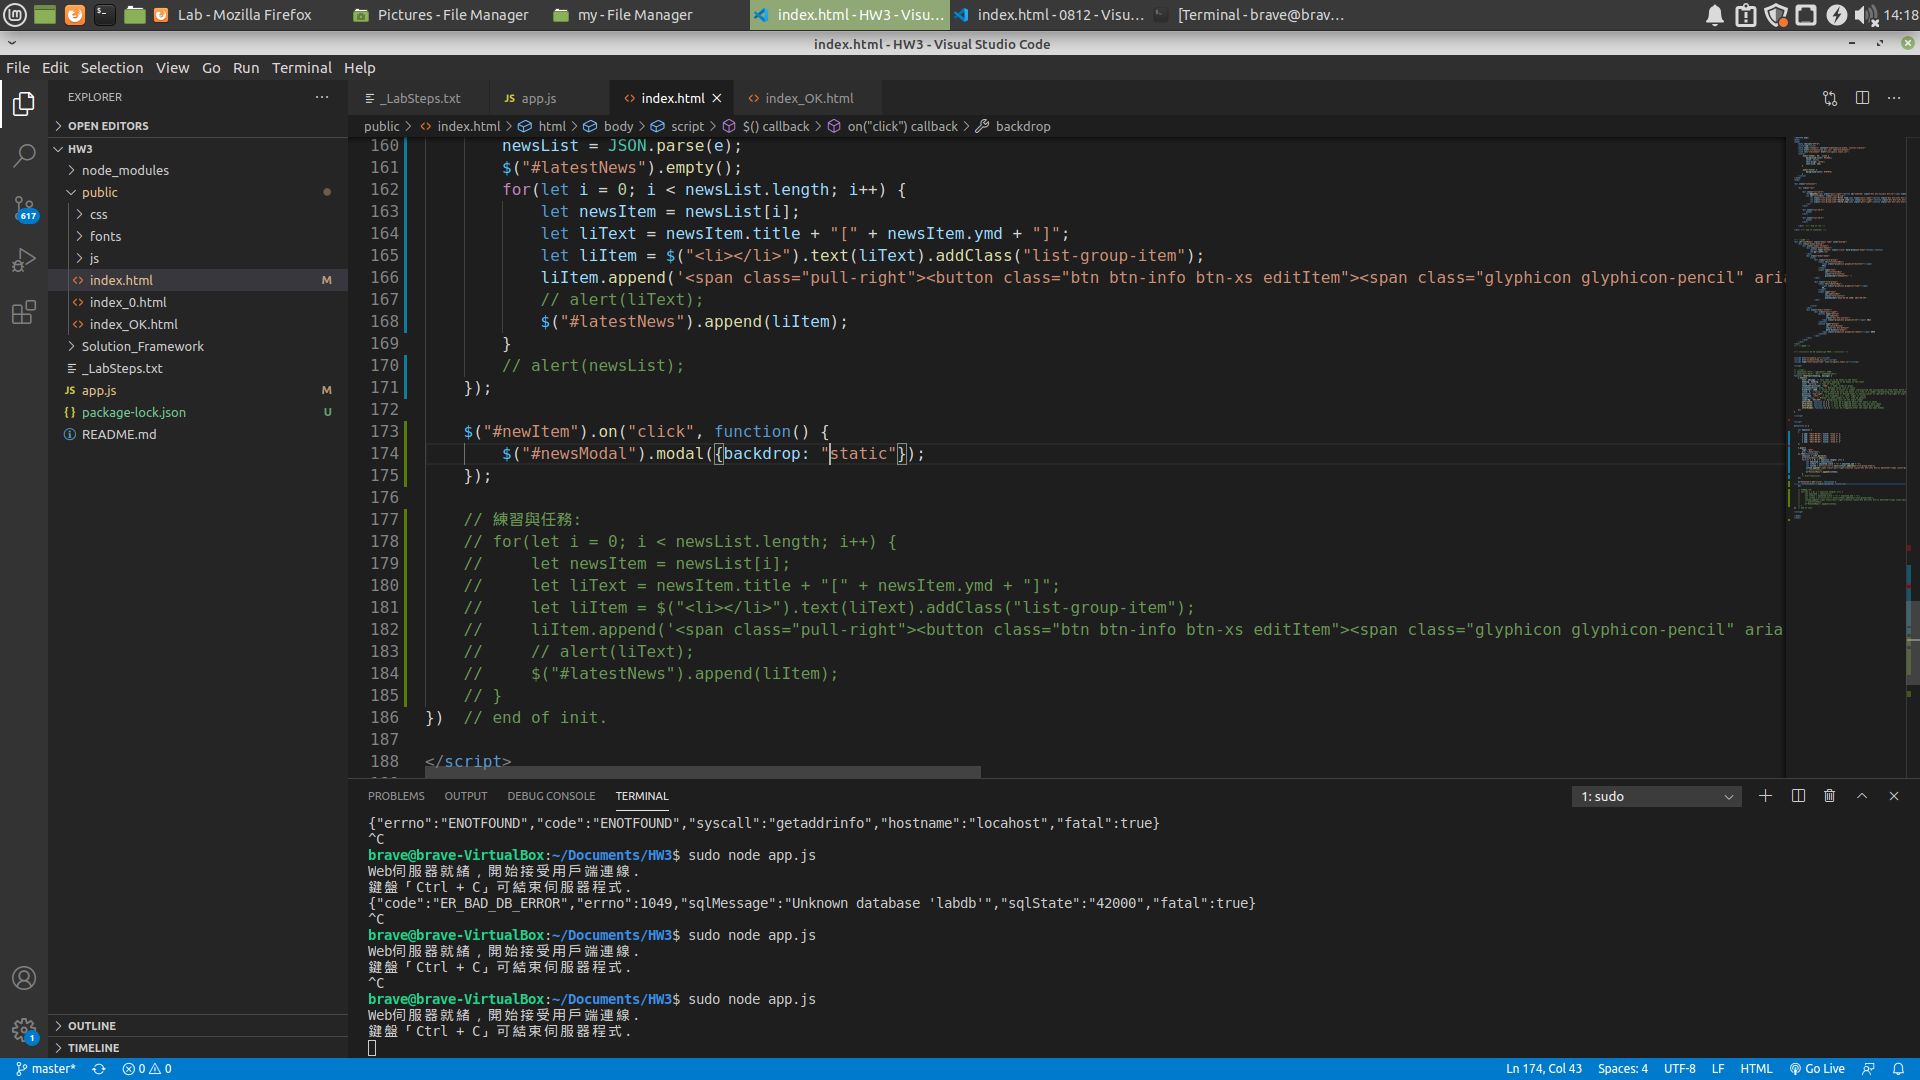 Lab - Mozilla Firefox
Pictures - File Manager
my - File Manager
index.html - HW3 - Visu...
index.html - 0812 - Visu...
[Terminal - brave@brav...
14:18
index.html - HW3 - Visual Studio Code
File Edit Selection View Go Run Terminal Help
EXPLORER
OPEN EDITORS
HW3
node_modules
public
css
fonts
js
index.html M
index_0.html
index_OK.html
Solution_Framework
_LabSteps.txt
JS app.js M
{} package-lock.json U
README.md
OUTLINE
TIMELINE
617
1
_LabSteps.txt
JS app.js
index.html
index_OK.html
public > index.html > html > body > script > $() callback > on("click") callback > backdrop
160 newsList = JSON.parse(e);
161 $("#latestNews").empty();
162 for(let i = 0; i < newsList.length; i++) {
163 let newsItem = newsList[i];
164 let liText = newsItem.title + "[" + newsItem.ymd + "]";
165 let liItem = $("<li></li>").text(liText).addClass("list-group-item");
166 liItem.append('<span class="pull-right"><button class="btn btn-info btn-xs editItem"><span class="glyphicon glyphicon-pencil" aria
167 // alert(liText);
168 $("#latestNews").append(liItem);
169 }
170 // alert(newsList);
171 });
172
173 $("#newItem").on("click", function() {
174 $("#newsModal").modal({backdrop: "static"});
175 });
176
177 // 練習與任務:
178 // for(let i = 0; i < newsList.length; i++) {
179 // let newsItem = newsList[i];
180 // let liText = newsItem.title + "[" + newsItem.ymd + "]";
181 // let liItem = $("<li></li>").text(liText).addClass("list-group-item");
182 // liItem.append('<span class="pull-right"><button class="btn btn-info btn-xs editItem"><span class="glyphicon glyphicon-pencil" aria
183 // // alert(liText);
184 // $("#latestNews").append(liItem);
185 // }
186 }) // end of init.
187
188 </script>
PROBLEMS OUTPUT DEBUG CONSOLE TERMINAL
1: sudo
{"errno":"ENOTFOUND","code":"ENOTFOUND","syscall":"getaddrinfo","hostname":"locahost","fatal":true}
^C
brave@brave-VirtualBox:~/Documents/HW3$ sudo node app.js
Web伺服器就緒，開始接受用戶端連線.
鍵盤「Ctrl + C」可結束伺服器程式.
{"code":"ER_BAD_DB_ERROR","errno":1049,"sqlMessage":"Unknown database 'labdb'","sqlState":"42000","fatal":true}
^C
brave@brave-VirtualBox:~/Documents/HW3$ sudo node app.js
Web伺服器就緒，開始接受用戶端連線.
鍵盤「Ctrl + C」可結束伺服器程式.
^C
brave@brave-VirtualBox:~/Documents/HW3$ sudo node app.js
Web伺服器就緒，開始接受用戶端連線.
鍵盤「Ctrl + C」可結束伺服器程式.
master* 0 0
Ln 174, Col 43 Spaces: 4 UTF-8 LF HTML Go Live